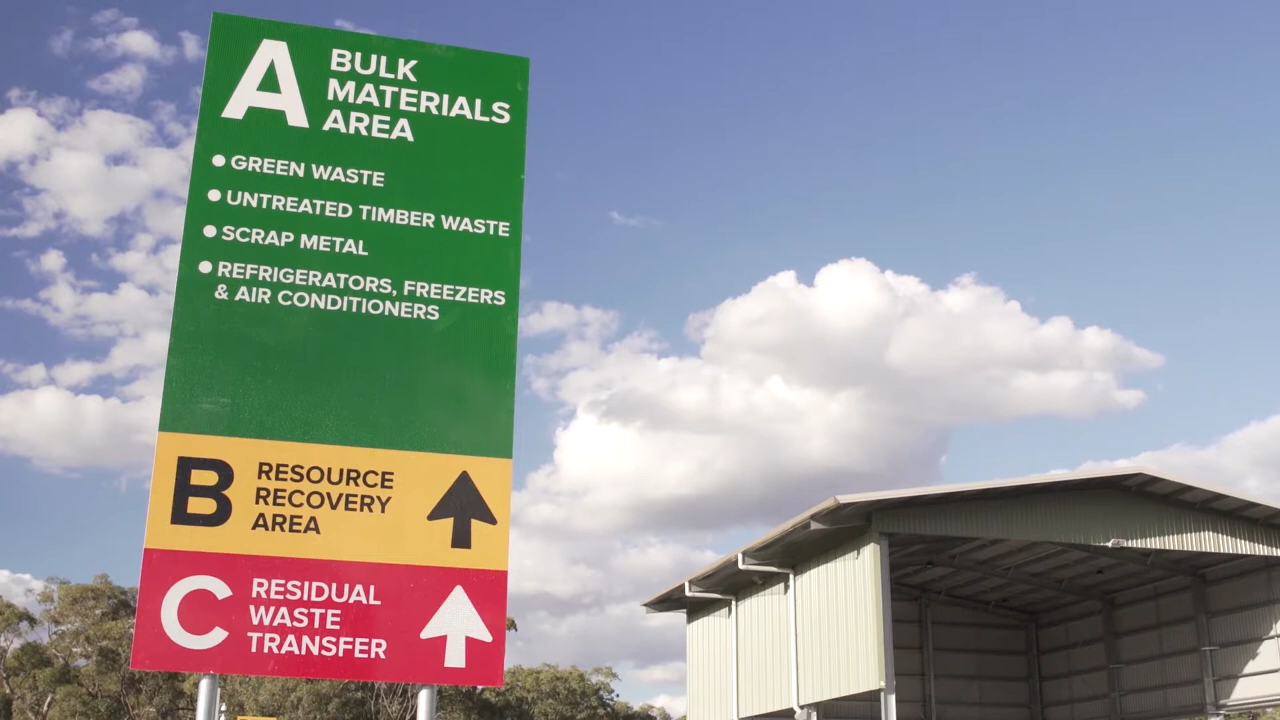 A BULK
MATERIALS
AREA
● GREEN WASTE
● UNTREATED TIMBER WASTE
● SCRAP METAL
● REFRIGERATORS, FREEZERS
& AIR CONDITIONERS
B RESOURCE
RECOVERY
AREA
C RESIDUAL
WASTE
TRANSFER